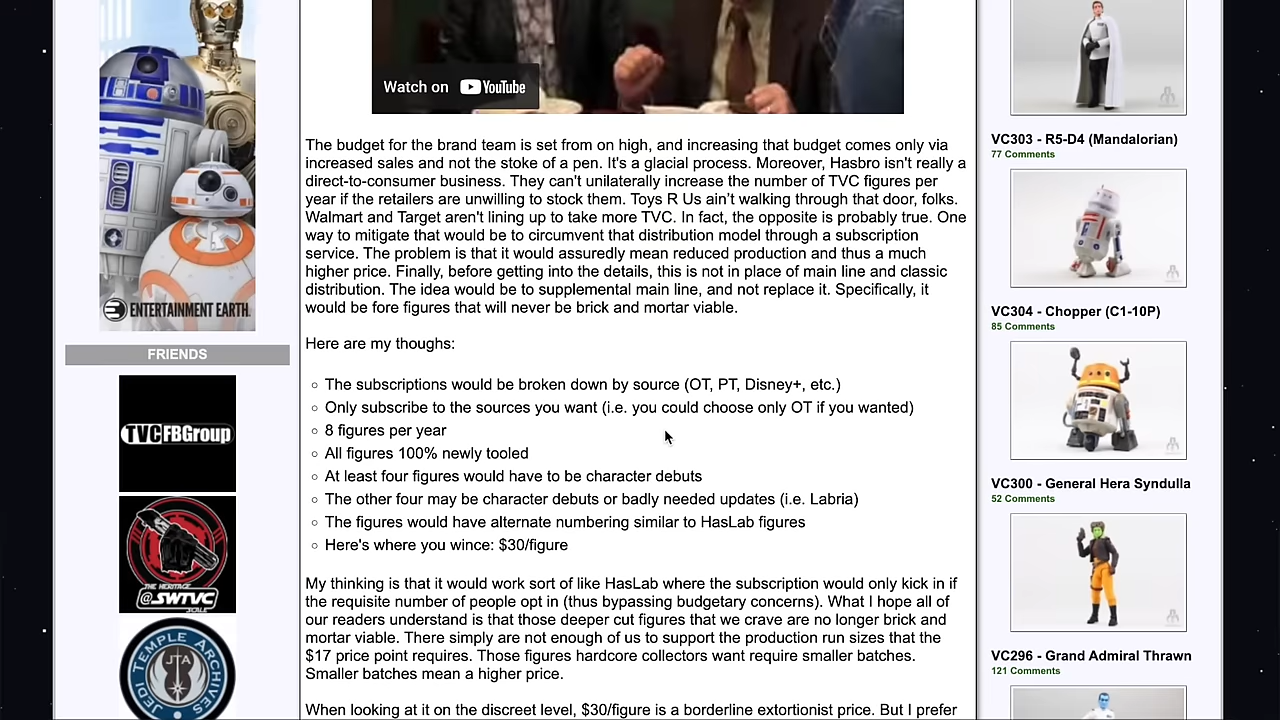 Watch on YouTube
The budget for the brand team is set from on high, and increasing that budget comes only via
increased sales and not the stoke of a pen. It's a glacial process. Moreover, Hasbro isn't really a
direct-to-consumer business. They can't unilaterally increase the number of TVC figures per
year if the retailers are unwilling to stock them. Toys R Us ain't walking through that door, folks.
Walmart and Target aren't lining up to take more TVC. In fact, the opposite is probably true. One
way to mitigate that would be to circumvent that distribution model through a subscription
service. The problem is that it would assuredly mean reduced production and thus a much
higher price. Finally, before getting into the details, this is not in place of main line and classic
distribution. The idea would be to supplemental main line, and not replace it. Specifically, it
would be fore figures that will never be brick and mortar viable.
Here are my thoughs:
The subscriptions would be broken down by source (OT, PT, Disney+, etc.)
Only subscribe to the sources you want (i.e. you could choose only OT if you wanted)
8 figures per year
All figures 100% newly tooled
At least four figures would have to be character debuts
The other four may be character debuts or badly needed updates (i.e. Labria)
The figures would have alternate numbering similar to HasLab figures
Here's where you wince: $30/figure
My thinking is that it would work sort of like HasLab where the subscription would only kick in if
the requisite number of people opt in (thus bypassing budgetary concerns). What I hope all of
our readers understand is that those deeper cut figures that we crave are no longer brick and
mortar viable. There simply are not enough of us to support the production run sizes that the
$17 price point requires. Those figures hardcore collectors want require smaller batches.
Smaller batches mean a higher price.
When looking at it on the discreet level, $30/figure is a borderline extortionist price. But I prefer
ENTERTAINMENT EARTH
FRIENDS
TVCFBGroup
THE HERITAGE
@SWTVC
SCALE
JEDI TEMPLE ARCHIVES
JTA
VC303 - R5-D4 (Mandalorian)
77 Comments
VC304 - Chopper (C1-10P)
85 Comments
VC300 - General Hera Syndulla
52 Comments
VC296 - Grand Admiral Thrawn
121 Comments